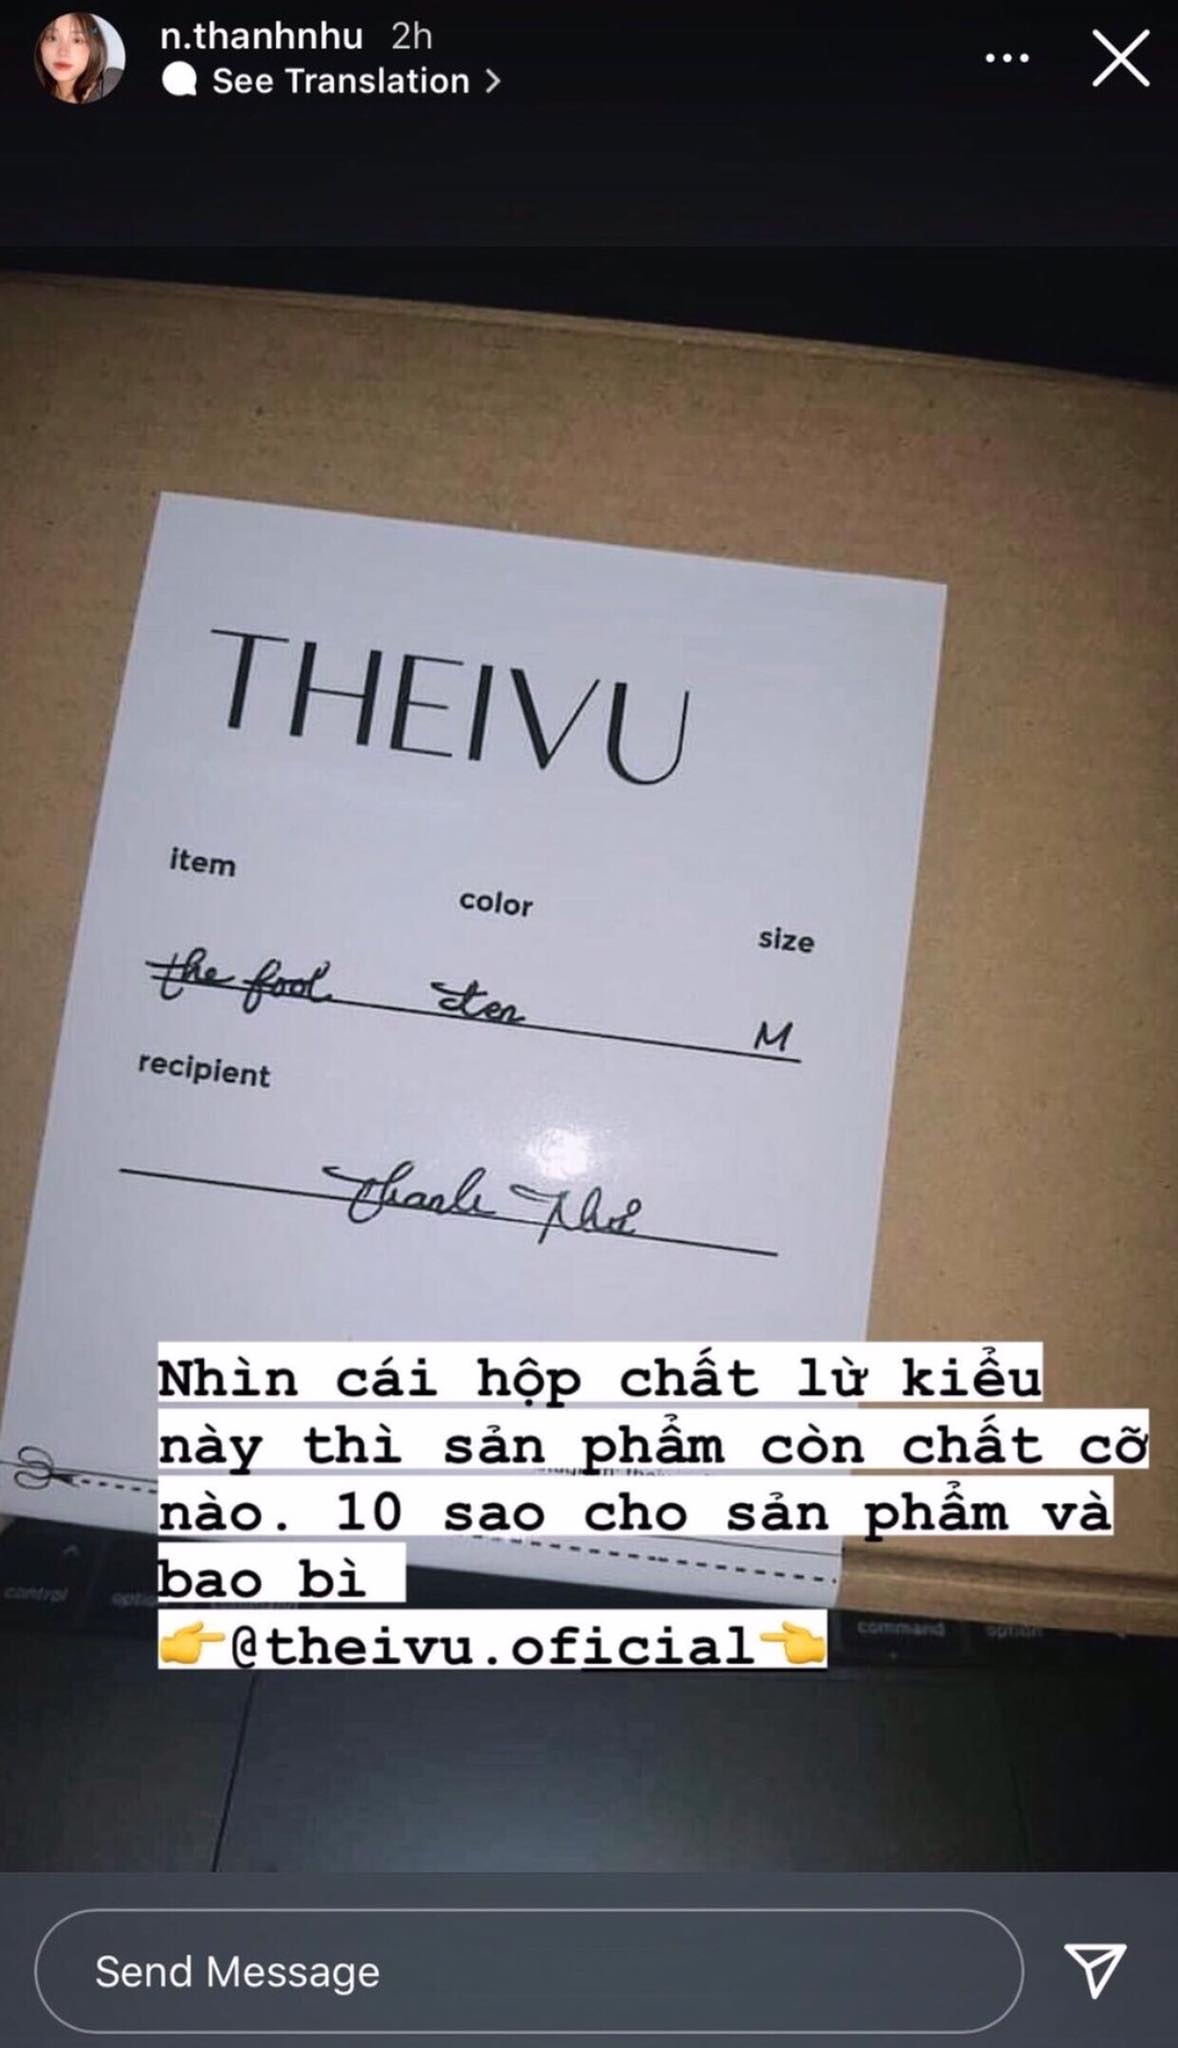 n.thanhnhu 2h
See Translation
THEIVU
item color size
the fool đen M
recipient
Thanh Như
Nhìn cái hộp chất lừ kiểu
này thì sản phẩm còn chất cỡ
nào. 10 sao cho sản phẩm và
bao bì
👉@theivu.oficial👈
control
command option
Send Message